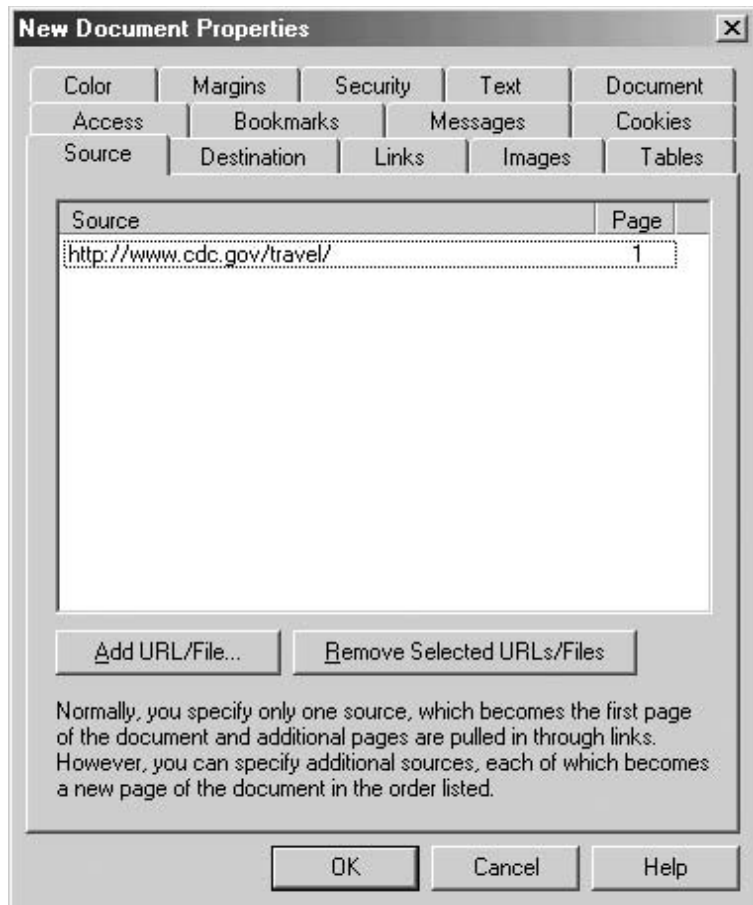 New Document Properties
Color Margins Security Text Document
Access Bookmarks Messages Cookies
Source Destination Links Images Tables
Source Page
http://www.cdc.gov/travel/ 1
Add URL/File... Remove Selected URLs/Files
Normally, you specify only one source, which becomes the first page
of the document and additional pages are pulled in through links.
However, you can specify additional sources, each of which becomes
a new page of the document in the order listed.
OK Cancel Help